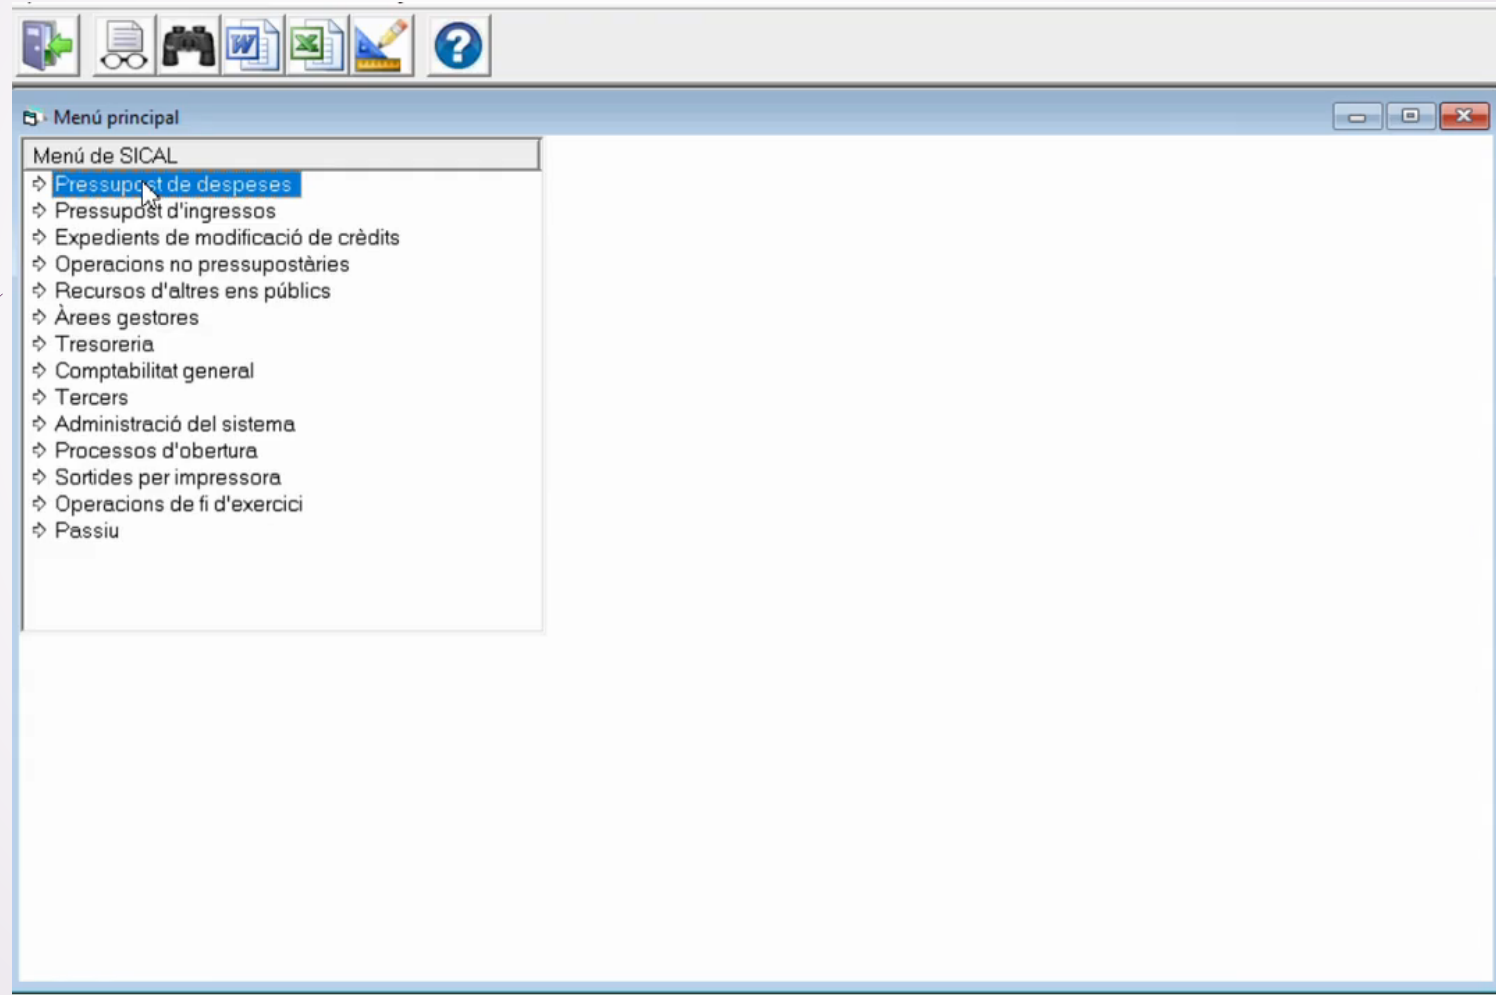 Menú principal
Menú de SICAL
Pressupost de despeses
Pressupost d'ingressos
Expedients de modificació de crèdits
Operacions no pressupostàries
Recursos d'altres ens públics
Àrees gestores
Tresoreria
Comptabilitat general
Tercers
Administració del sistema
Processos d'obertura
Sortides per impressora
Operacions de fi d'exercici
Passiu